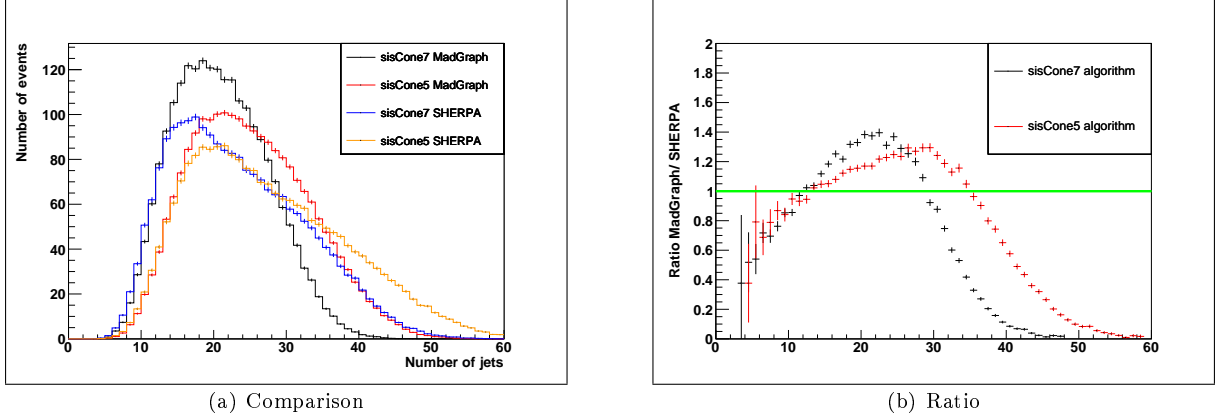 Number of events
120
100
80
60
40
20
0
0 10 20 30 40 50 60
Number of jets
sisCone7 MadGraph
sisCone5 MadGraph
sisCone7 SHERPA
sisCone5 SHERPA
(a) Comparison
Ratio MadGraph/ SHERPA
2
1.8
1.6
1.4
1.2
1
0.8
0.6
0.4
0.2
0
0 10 20 30 40 50 60
sisCone7 algorithm
sisCone5 algorithm
(b) Ratio